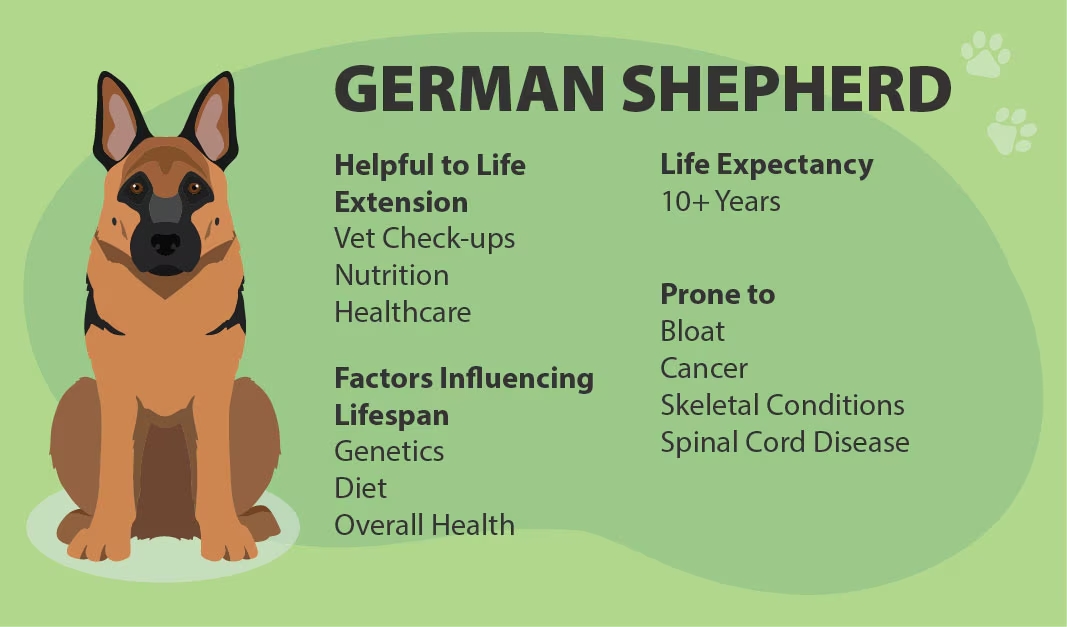 GERMAN SHEPHERD
Helpful to Life
Extension
Vet Check-ups
Nutrition
Healthcare
Factors Influencing
Lifespan
Genetics
Diet
Overall Health
Life Expectancy
10+ Years
Prone to
Bloat
Cancer
Skeletal Conditions
Spinal Cord Disease